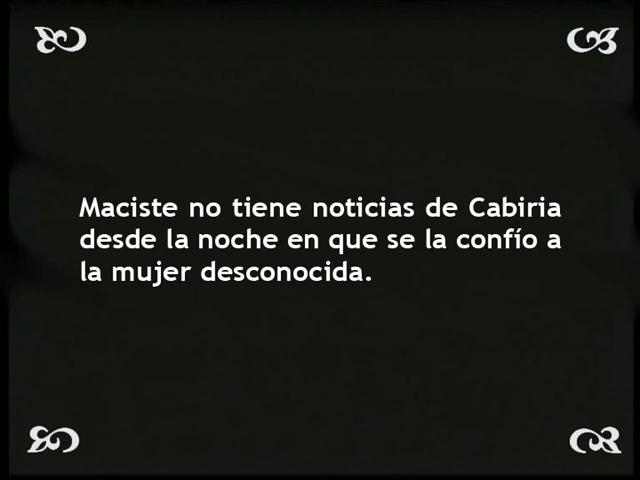 Maciste no tiene noticias de Cabiria
desde la noche en que se la confío a
la mujer desconocida.